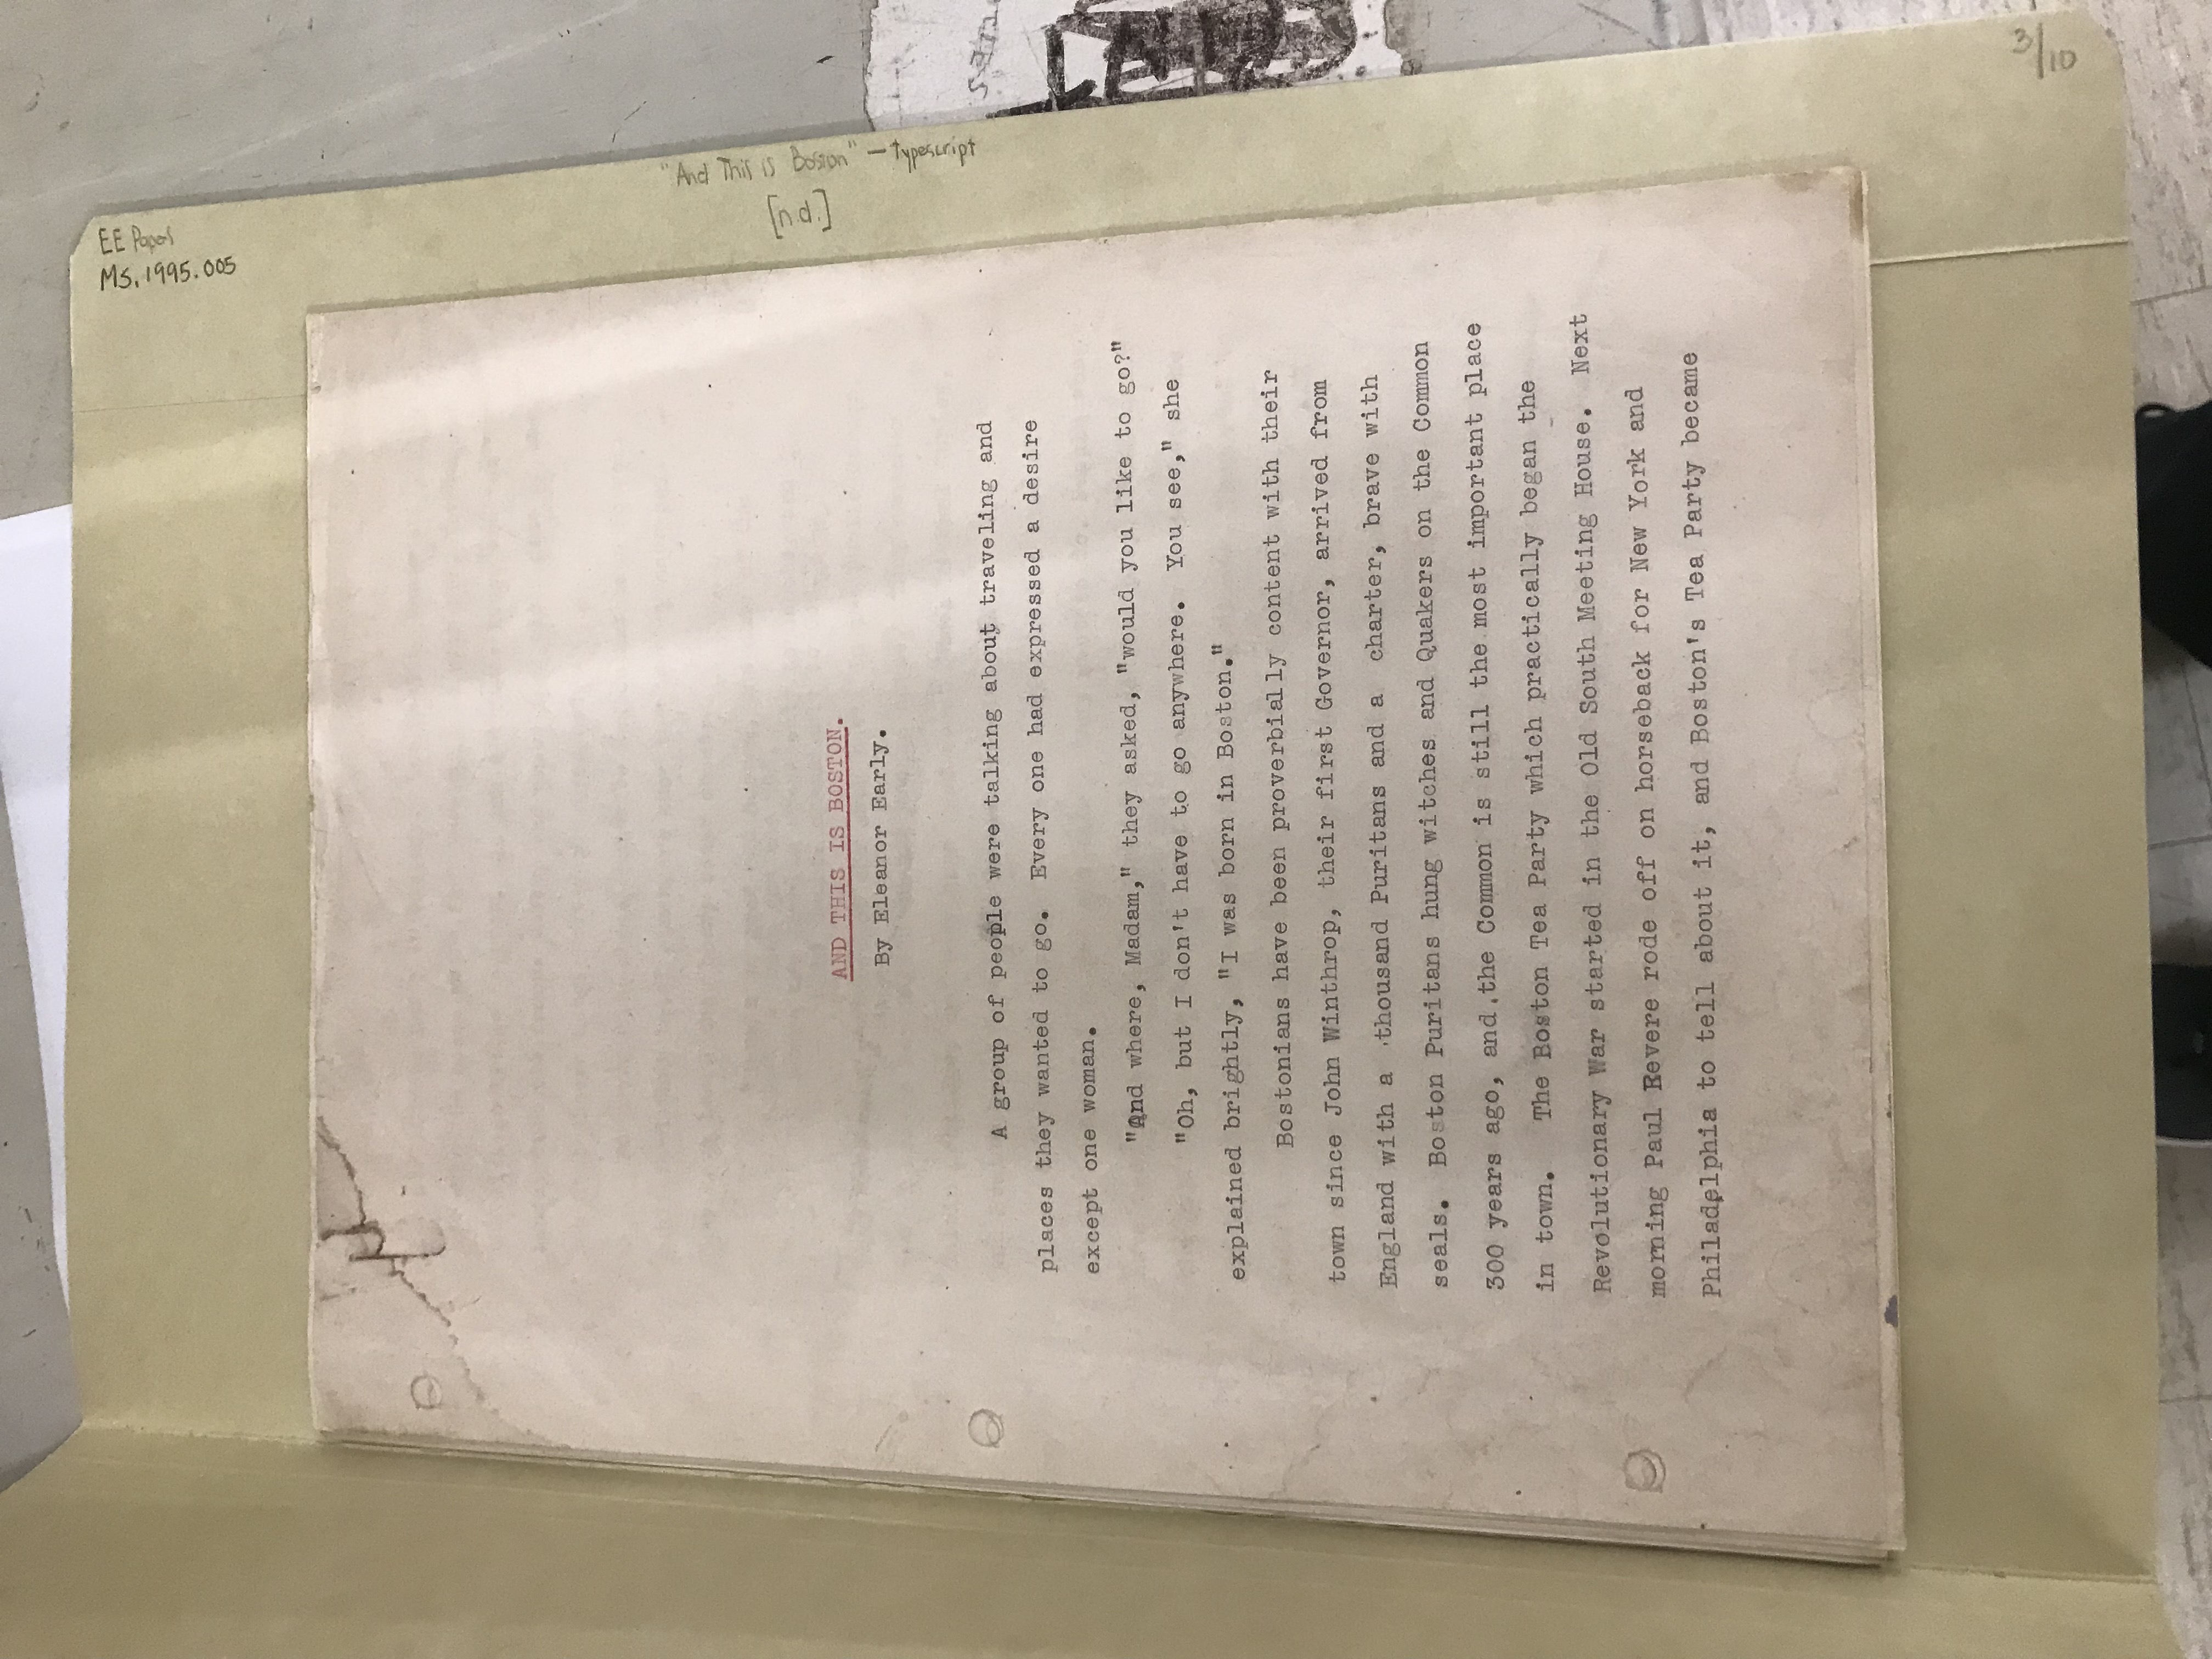 EE Papers
MS.1995.005
"And This is Boston" - typescript
[n.d.]
AND THIS IS BOSTON.
By Eleanor Early.
A group of people were talking about traveling and
places they wanted to go. Every one had expressed a desire
except one woman.
"And where, Madam," they asked, "would you like to go?"
"Oh, but I don't have to go anywhere. You see," she
explained brightly, "I was born in Boston."
Bostonians have been proverbially content with their
town since John Winthrop, their first Governor, arrived from
England with a thousand Puritans and a charter, brave with
seals. Boston Puritans hung witches and Quakers on the Common
300 years ago, and the Common is still the most important place
in town. The Boston Tea Party which practically began the
Revolutionary War started in the Old South Meeting House. Next
morning Paul Revere rode off on horseback for New York and
Philadelphia to tell about it, and Boston's Tea Party became
3/10